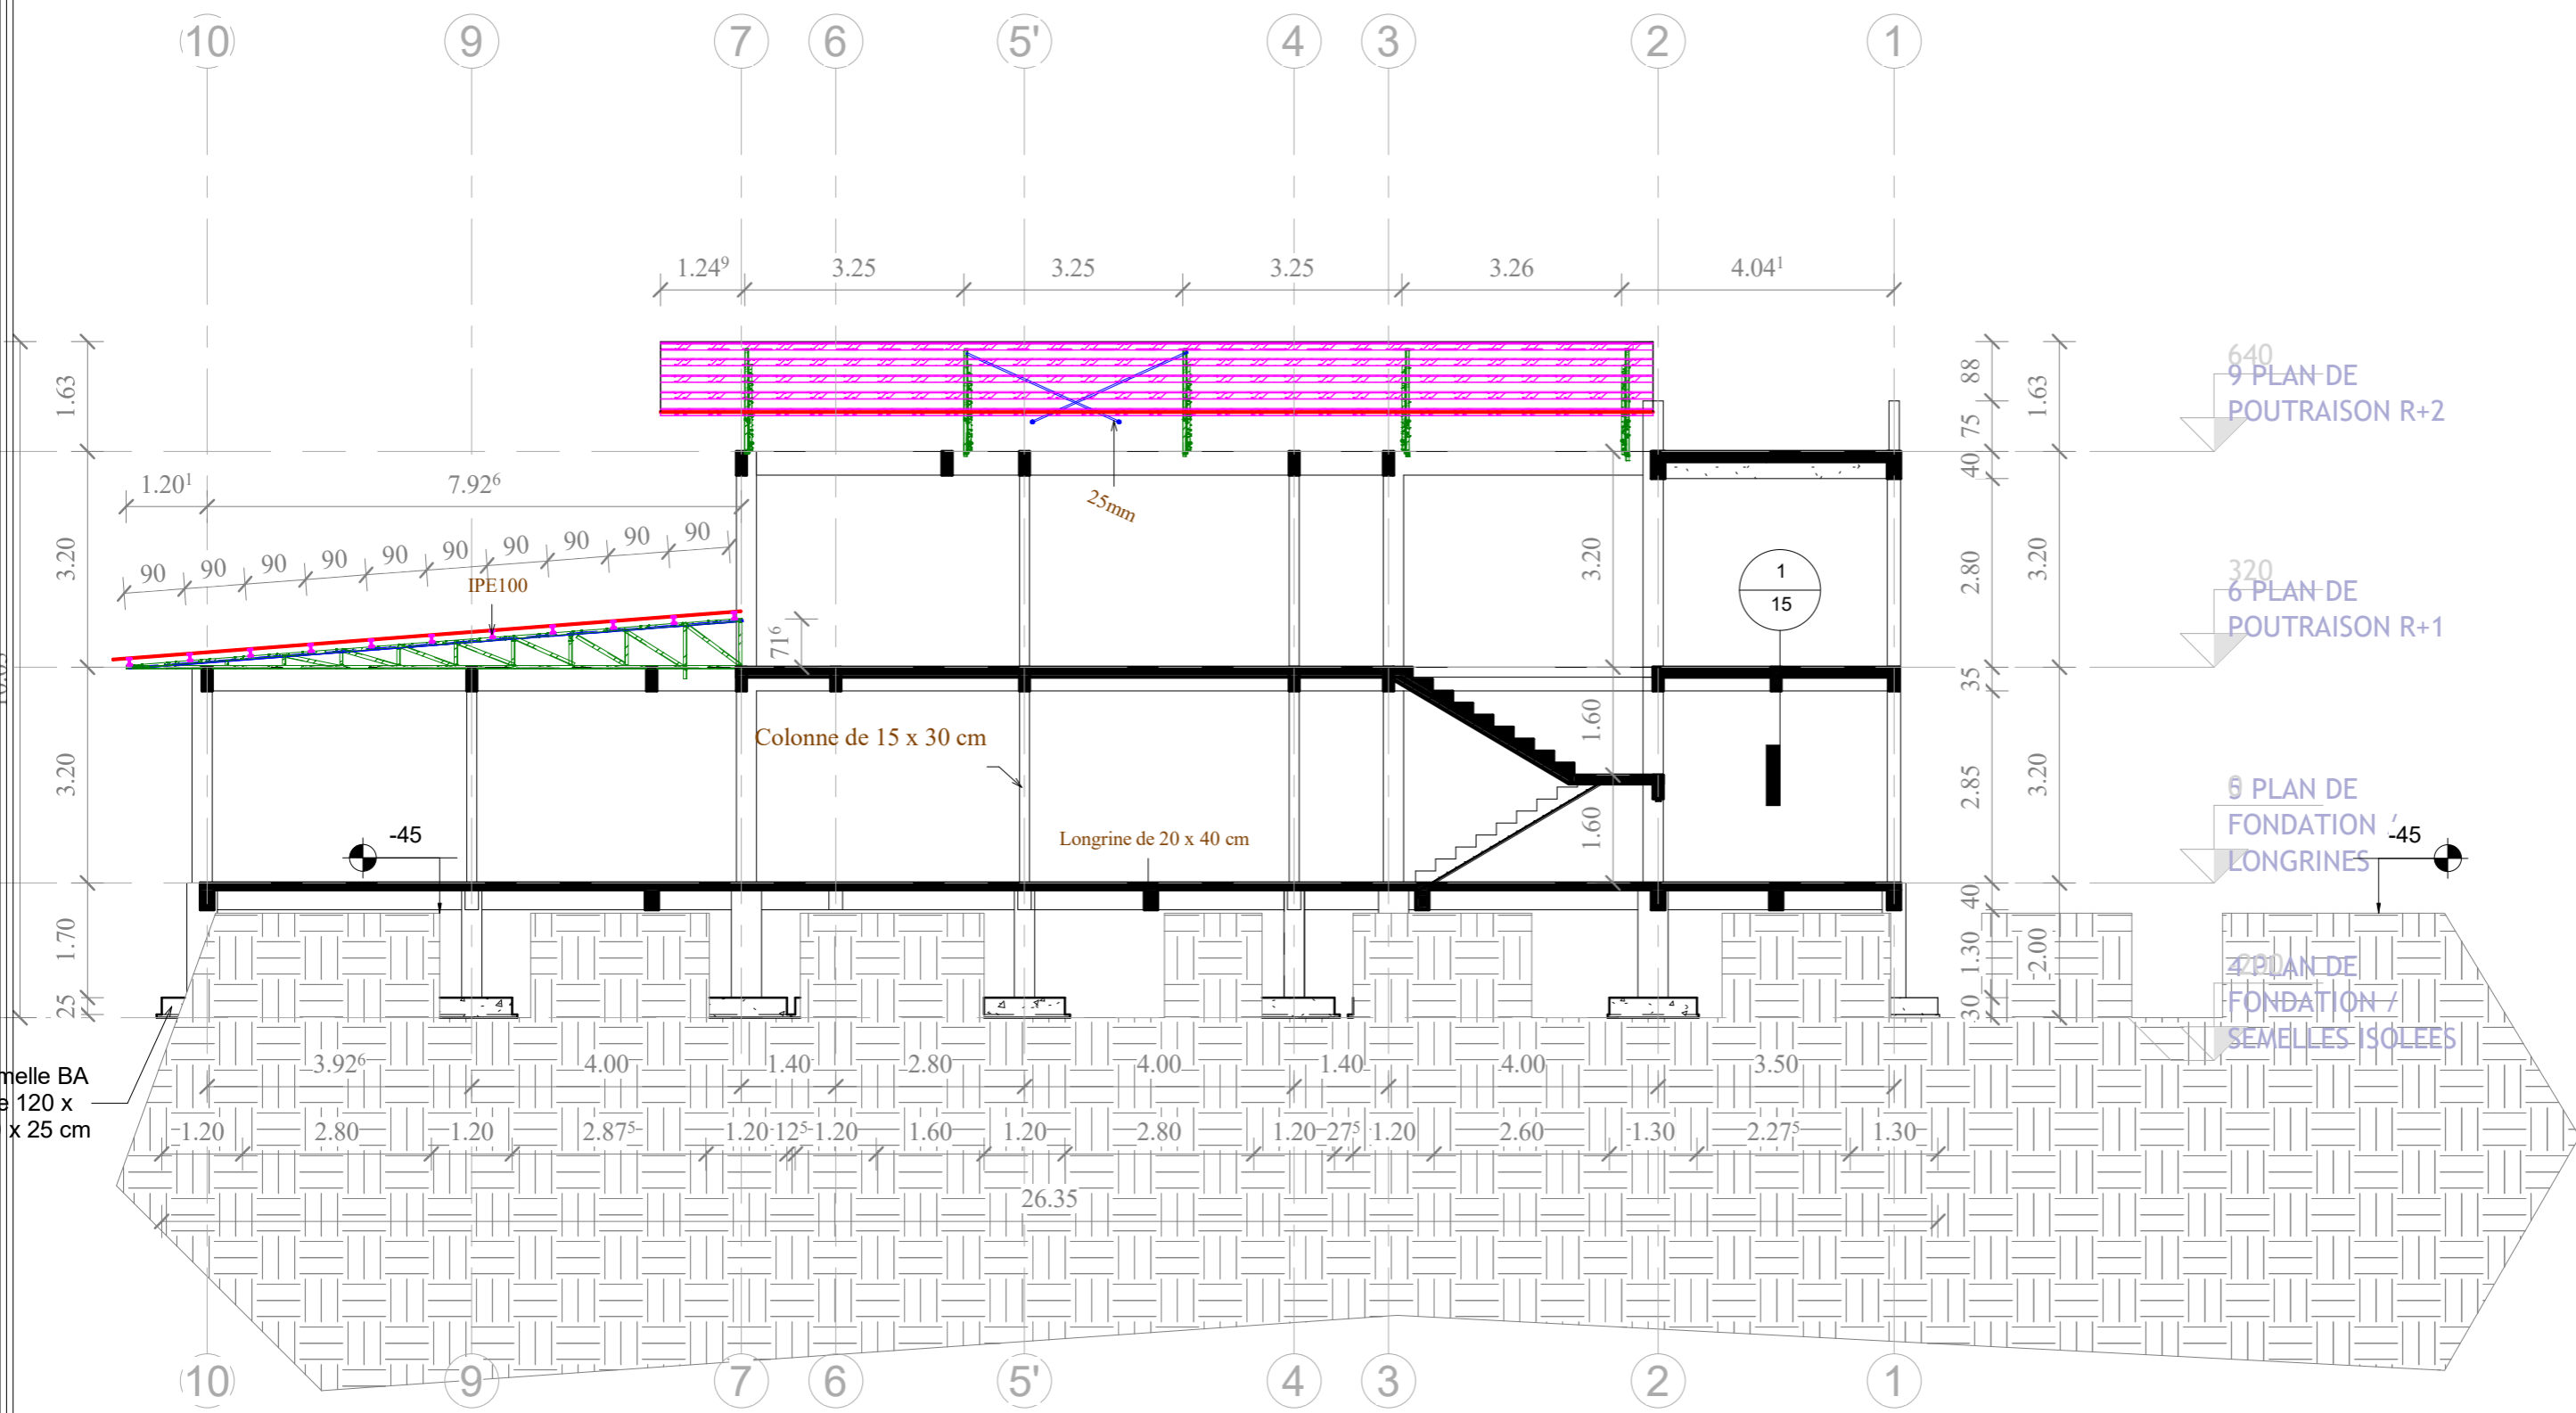 10 9 7 6 5' 4 3 2 1
1.24⁹ 3.25 3.25 3.25 3.26 4.04¹
1.63
88
1.63
75
640
9 PLAN DE
POUTRAISON R+2
1.20¹ 7.92⁶
25mm
40
90 90 90 90 90 90 90 90 90 90
IPE100
3.20
3.20
2.80
3.20
1
15
320
6 PLAN DE
POUTRAISON R+1
71⁶
35
Colonne de 15 x 30 cm
1.60
3.20
2.85
3.20
5 PLAN DE
FONDATION /
LONGRINES
-45
Longrine de 20 x 40 cm
1.60
-45
40
1.70
1.30
2.00
-200
4 PLAN DE
FONDATION /
SEMELLES ISOLEES
25
30
3.92⁶ 4.00 1.40 2.80 4.00 1.40 4.00 3.50
melle BA
e 120 x
x 25 cm
1.20 2.80 1.20 2.87⁵ 1.20 12⁵ 1.20 1.60 1.20 2.80 1.20 27⁵ 1.20 2.60 1.30 2.27⁵ 1.30
26.35
10 9 7 6 5' 4 3 2 1